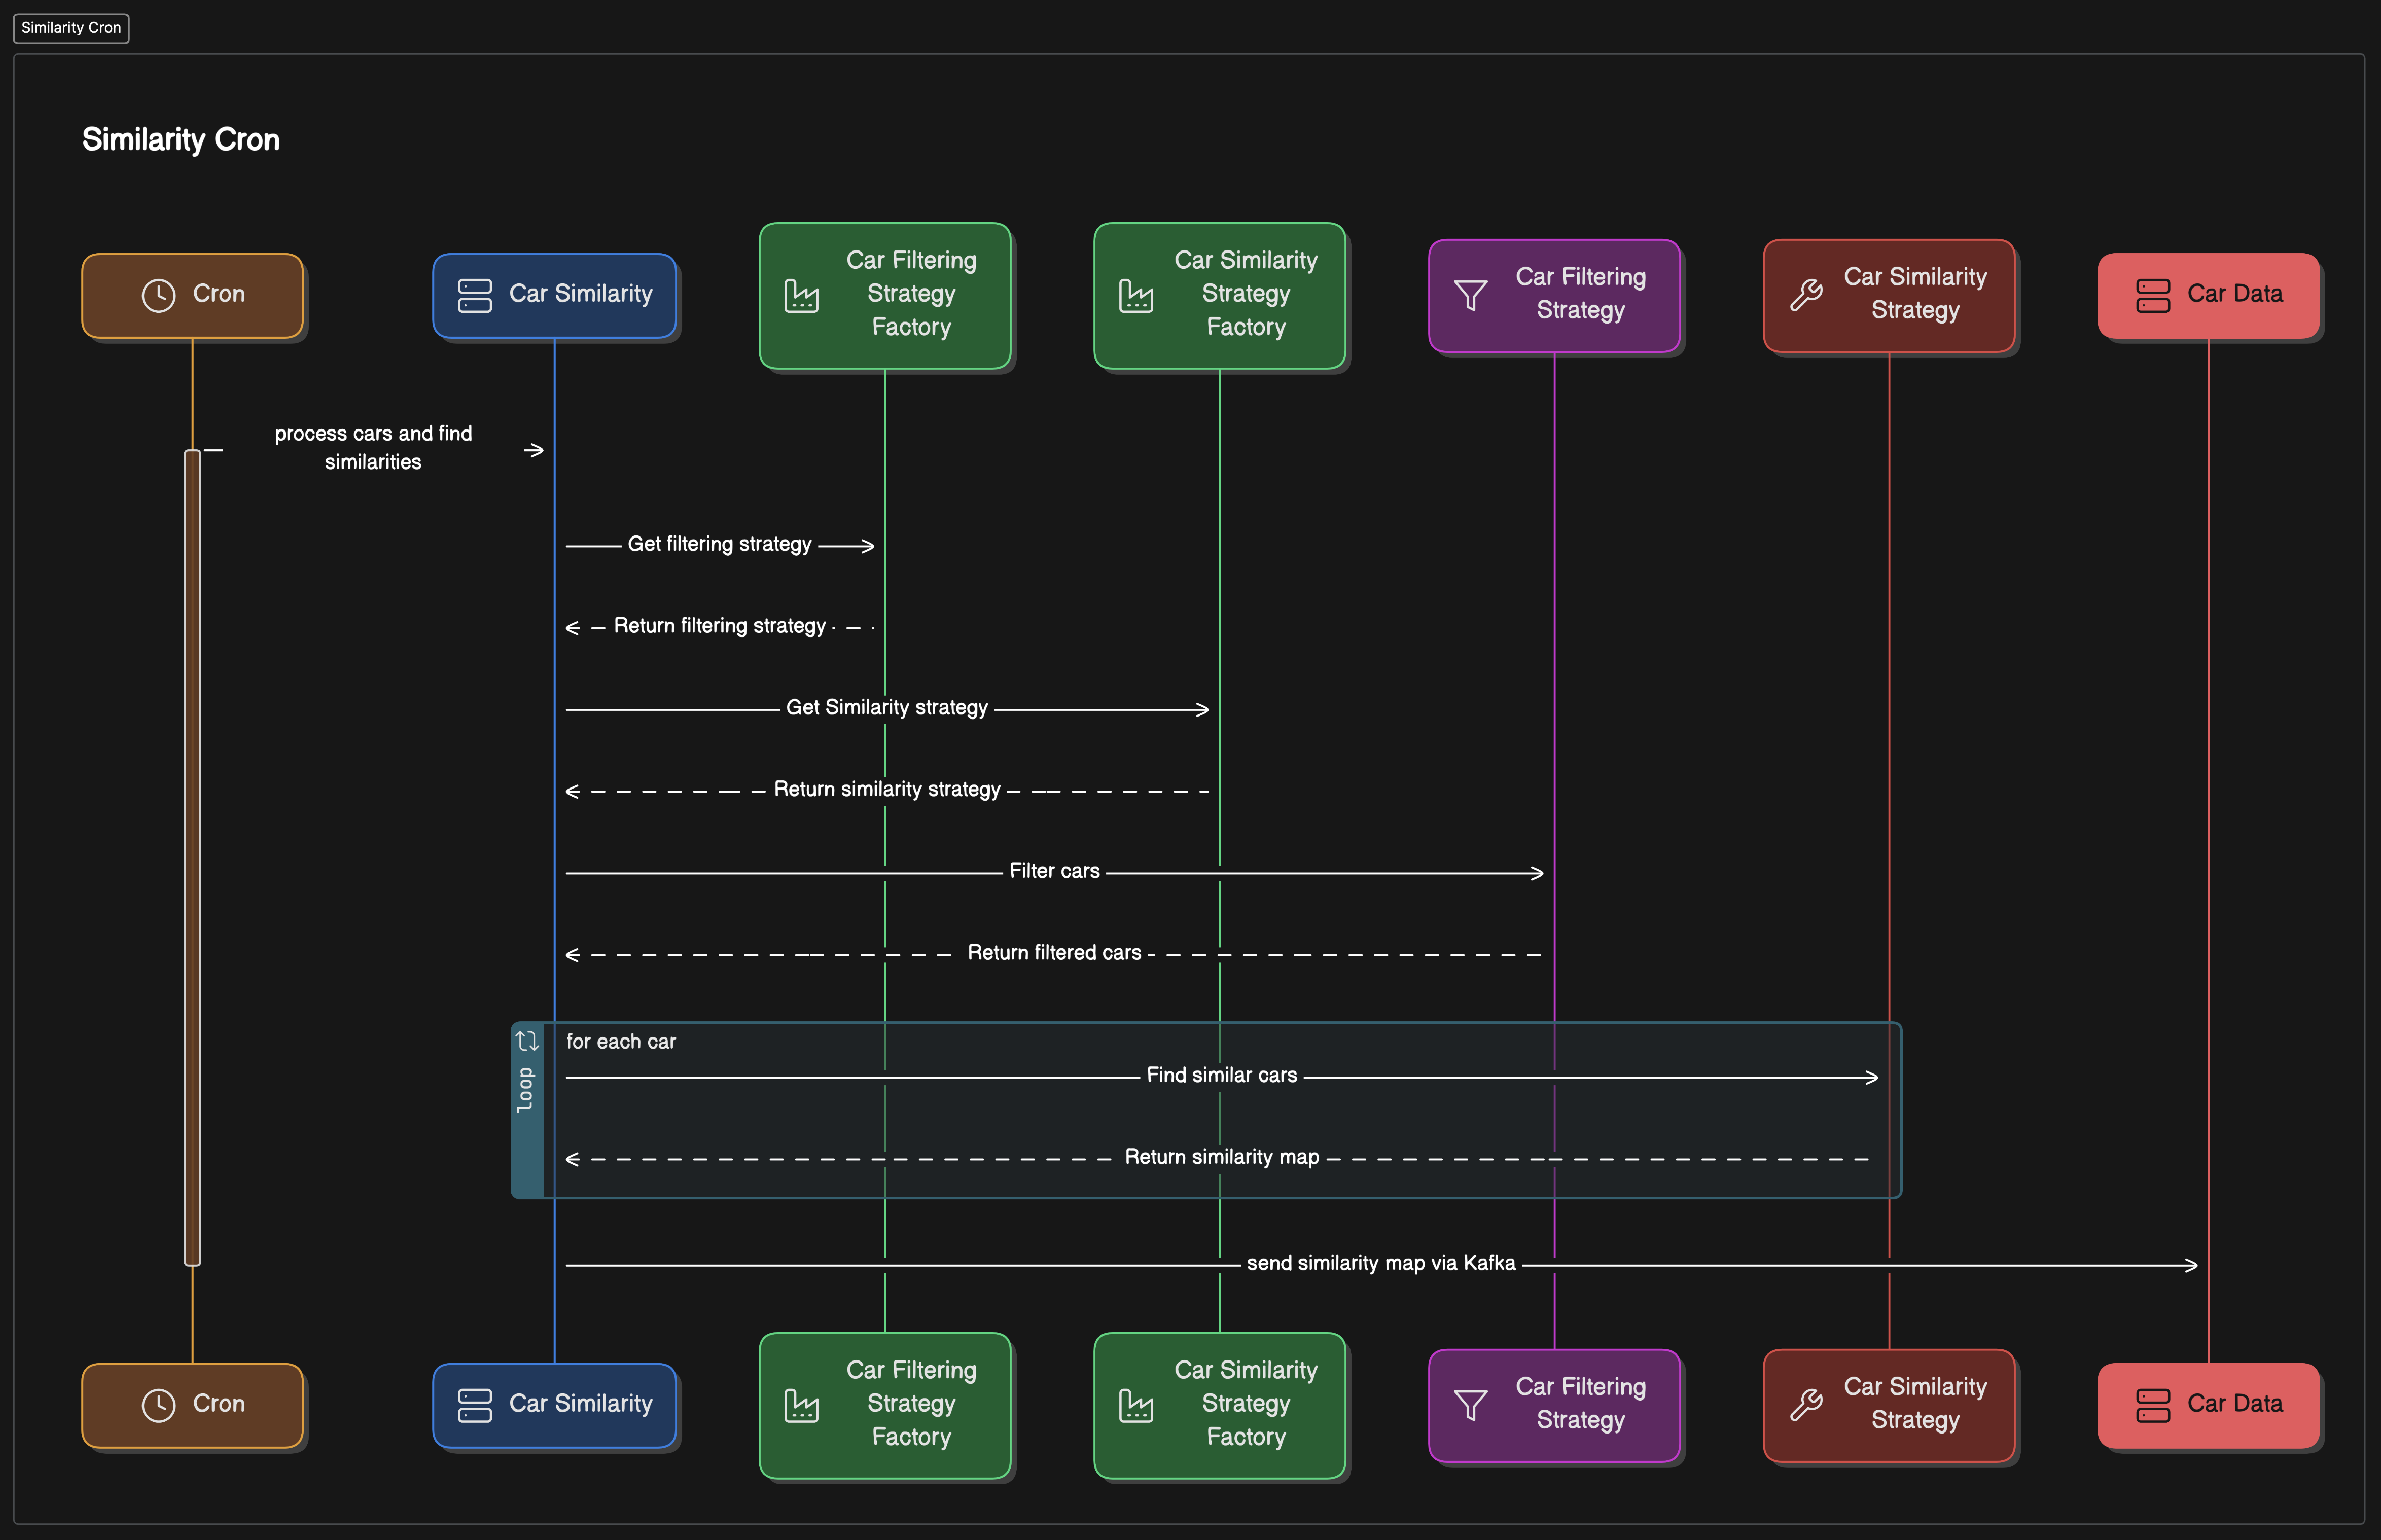 Similarity Cron
Similarity Cron
Cron
Car Similarity
Car Filtering
Strategy
Factory
Car Similarity
Strategy
Factory
Car Filtering
Strategy
Car Similarity
Strategy
Car Data
process cars and find
similarities
Get filtering strategy
Return filtering strategy
Get Similarity strategy
Return similarity strategy
Filter cars
Return filtered cars
loop
for each car
Find similar cars
Return similarity map
send similarity map via Kafka
Cron
Car Similarity
Car Filtering
Strategy
Factory
Car Similarity
Strategy
Factory
Car Filtering
Strategy
Car Similarity
Strategy
Car Data